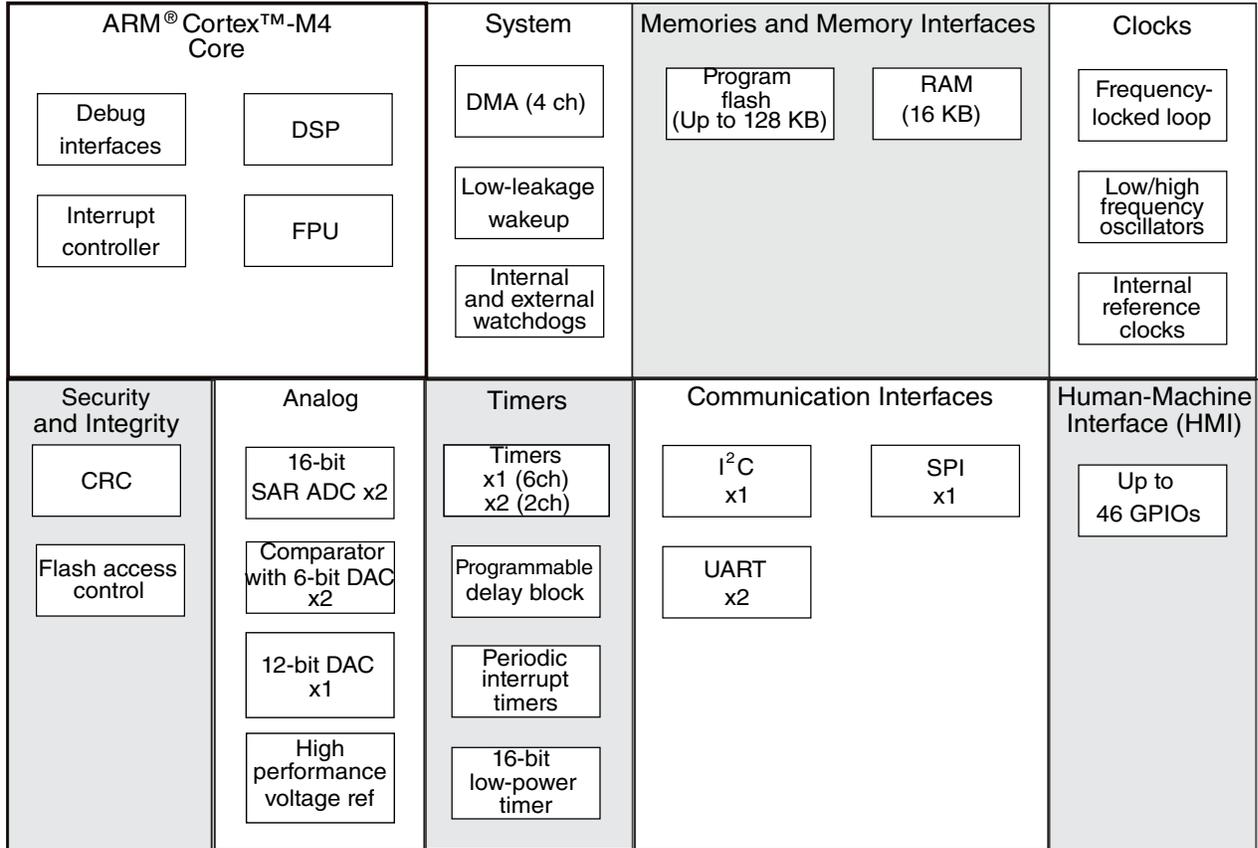 ARM® Cortex™-M4
Core
Debug
interfaces
DSP
Interrupt
controller
FPU
System
DMA (4 ch)
Low-leakage
wakeup
Internal
and external
watchdogs
Memories and Memory Interfaces
Program
flash
(Up to 128 KB)
RAM
(16 KB)
Clocks
Frequency-
locked loop
Low/high
frequency
oscillators
Internal
reference
clocks
Security
and Integrity
CRC
Flash access
control
Analog
16-bit
SAR ADC x2
Comparator
with 6-bit DAC
x2
12-bit DAC
x1
High
performance
voltage ref
Timers
Timers
x1 (6ch)
x2 (2ch)
Programmable
delay block
Periodic
interrupt
timers
16-bit
low-power
timer
Communication Interfaces
I²C
x1
SPI
x1
UART
x2
Human-Machine
Interface (HMI)
Up to
46 GPIOs